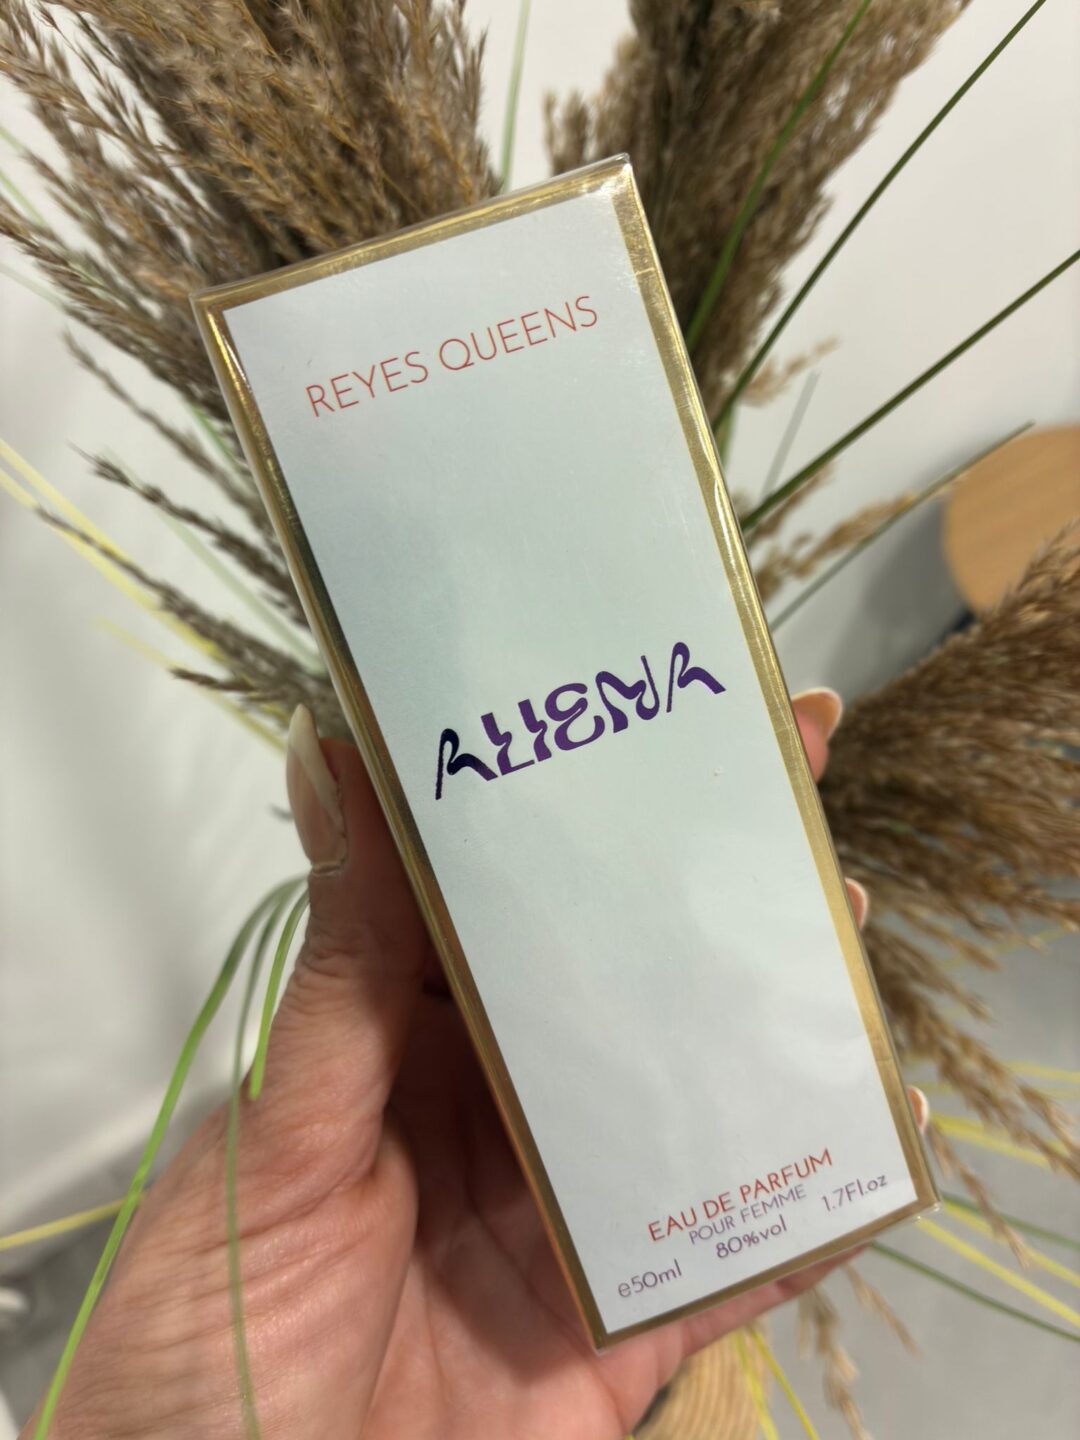 REYES QUEENS
ALIENA
EAU DE PARFUM
POUR FEMME
e50ml 80%vol 1.7Fl.oz